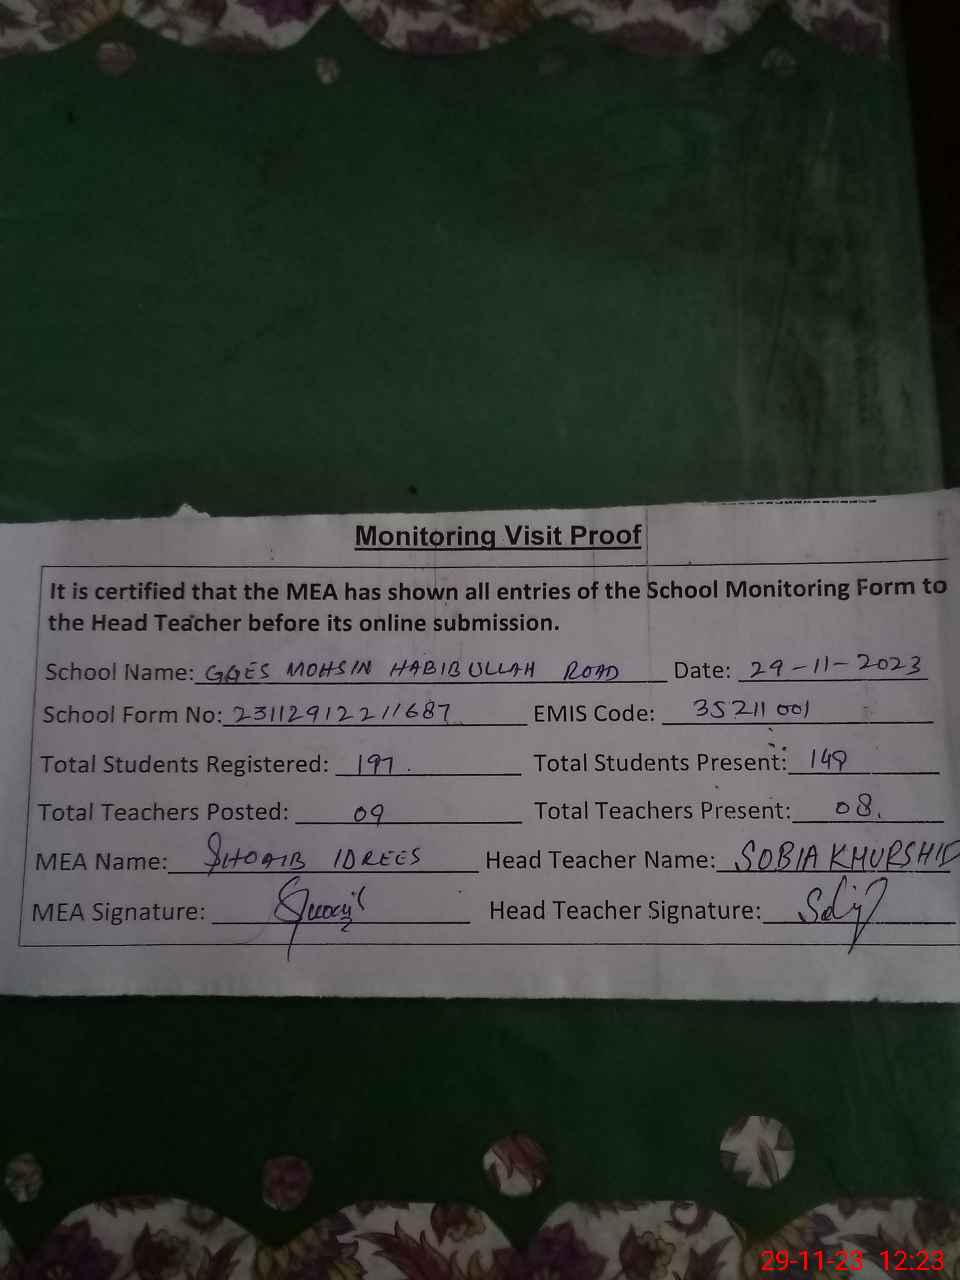 Monitoring Visit Proof
It is certified that the MEA has shown all entries of the School Monitoring Form to
the Head Teacher before its online submission.
School Name: GGES MOHSIN HABIB ULLAH ROAD Date: 29-11-2023
School Form No: 23112912211687 EMIS Code: 35211001
Total Students Registered: 197. Total Students Present: 149
Total Teachers Posted: 09 Total Teachers Present: 08.
MEA Name: SHOAIB IDREES Head Teacher Name: SOBIA KHURSHID
MEA Signature: Head Teacher Signature:
29-11-23 12:23